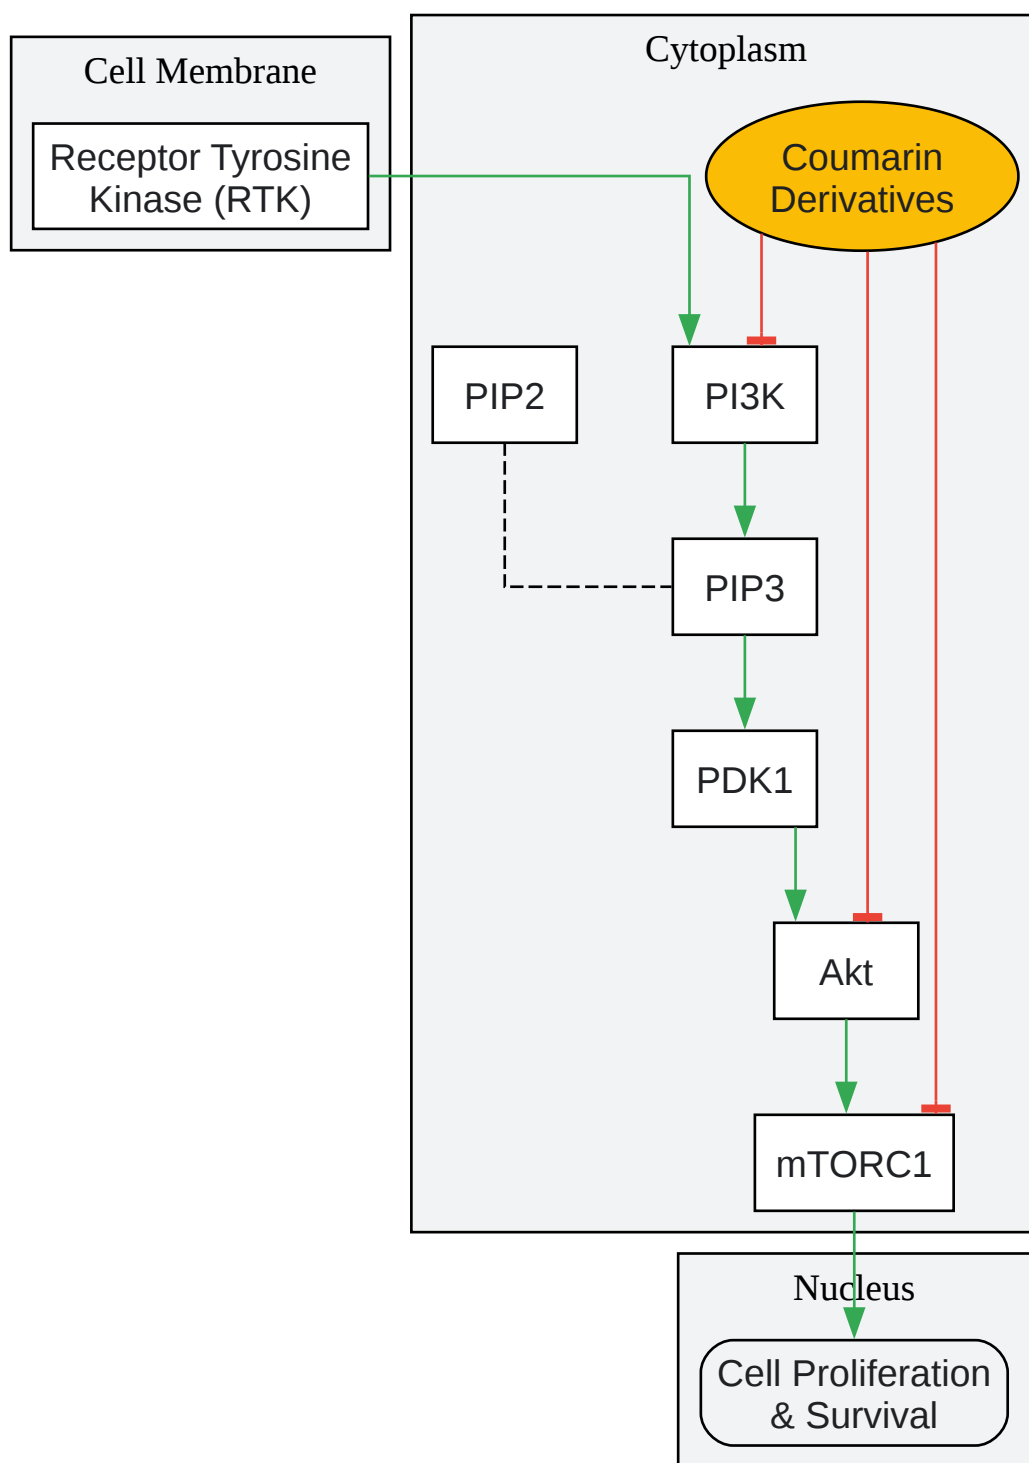 Cell Membrane
Receptor Tyrosine
Kinase (RTK)
Cytoplasm
Coumarin
Derivatives
PIP2
PI3K
PIP3
PDK1
Akt
mTORC1
Nucleus
Cell Proliferation
& Survival